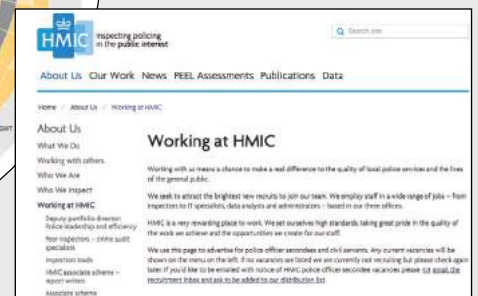 HMIC
Inspecting policing
in the public interest
Search site
About Us Our Work News PEEL Assessments Publications Data
Home / About Us / Working at HMIC
About Us
What We Do
Working with others
Who We Are
Who We Inspect
Working at HMIC
Deputy portfolio director:
Police leadership and efficiency
Peer inspectors – crime audit
specialists
Inspection leads
HMIC associate scheme –
report writers
Associate scheme
Working at HMIC
Working with us means a chance to make a real difference to the quality of local police services and the lives
of the general public.
We seek to attract the brightest new recruits to join our team. We employ staff in a wide range of jobs – from
inspectors to IT specialists, data analysts and administrators – based in our three offices.
HMIC is a very rewarding place to work. We set ourselves high standards, taking great pride in the quality of
the work we achieve and the opportunities we create for our staff.
We use this page to advertise for police officer secondees and civil servants. Any current vacancies will be
shown on the menu on the left. If no vacancies are listed we are currently not recruiting but please check again
later. If you'd like to be emailed with notice of HMIC police officer secondee vacancies please email the
recruitment inbox and ask to be added to our distribution list.